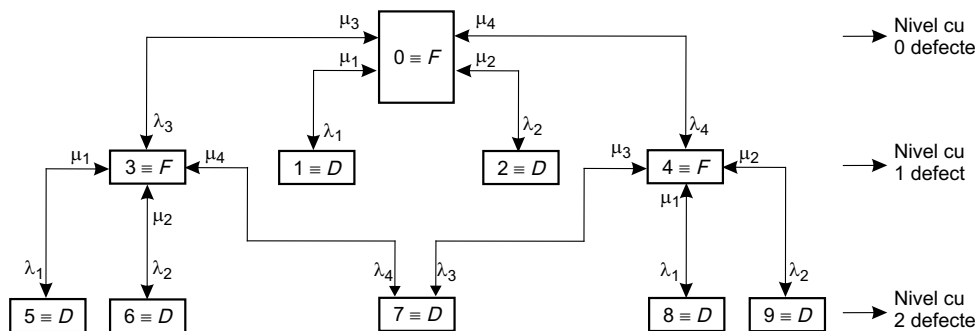 μ3 μ4 Nivel cu
0 ≡ F 0 defecte
μ1 μ2
λ3 λ1 λ2 λ4
μ1 3 ≡ F μ4 1 ≡ D 2 ≡ D μ3 4 ≡ F μ2 Nivel cu
1 defect
μ2 μ1
λ1 λ2 λ4 λ3 λ1 λ2
5 ≡ D 6 ≡ D 7 ≡ D 8 ≡ D 9 ≡ D Nivel cu
2 defecte